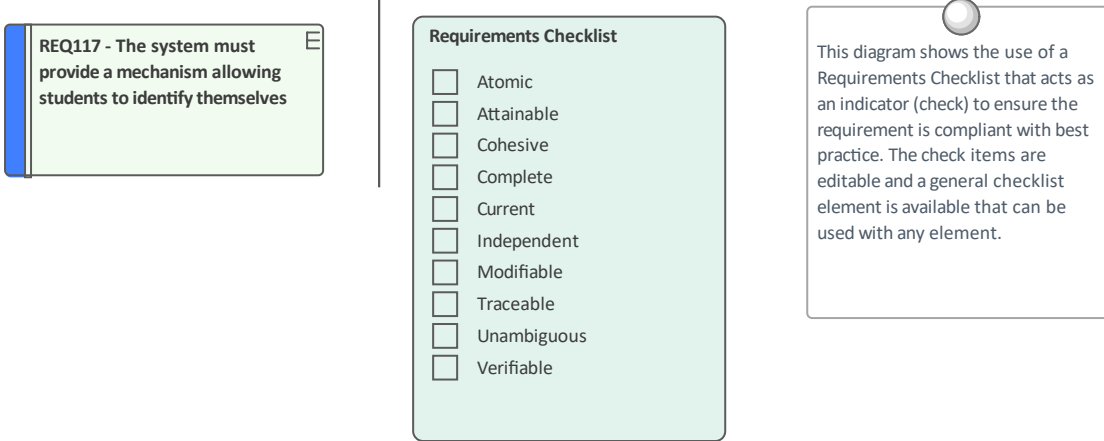 REQ117 - The system must
provide a mechanism allowing
students to identify themselves
E
Requirements Checklist
Atomic
Attainable
Cohesive
Complete
Current
Independent
Modifiable
Traceable
Unambiguous
Verifiable
This diagram shows the use of a
Requirements Checklist that acts as
an indicator (check) to ensure the
requirement is compliant with best
practice. The check items are
editable and a general checklist
element is available that can be
used with any element.